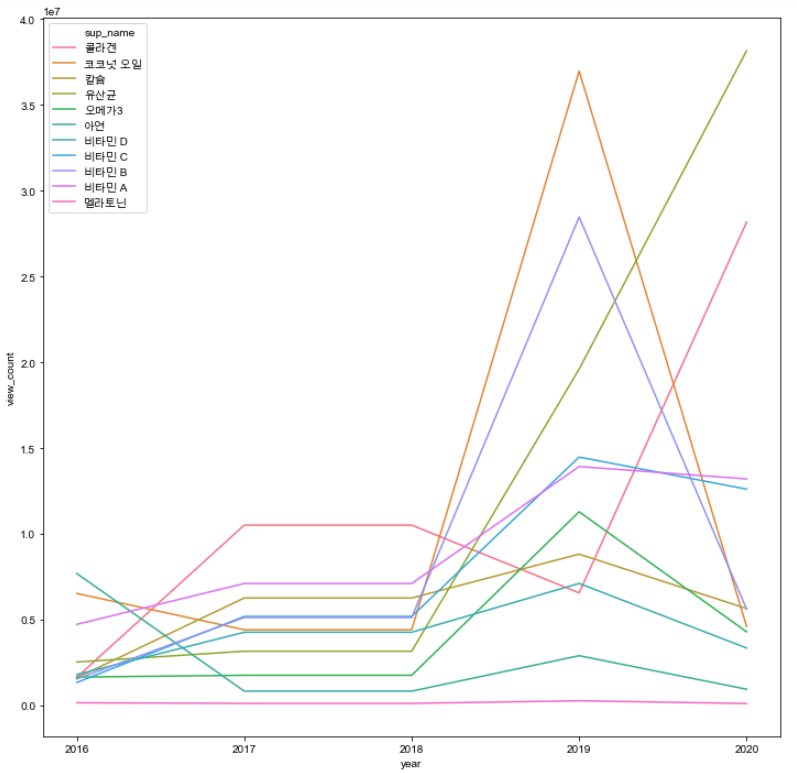 1e7
4.0
3.5
3.0
2.5
2.0
1.5
1.0
0.5
0.0
view_count
sup_name
콜라겐
코코넛 오일
칼슘
유산균
오메가3
아연
비타민 D
비타민 C
비타민 B
비타민 A
멜라토닌
2016 2017 2018 2019 2020
year